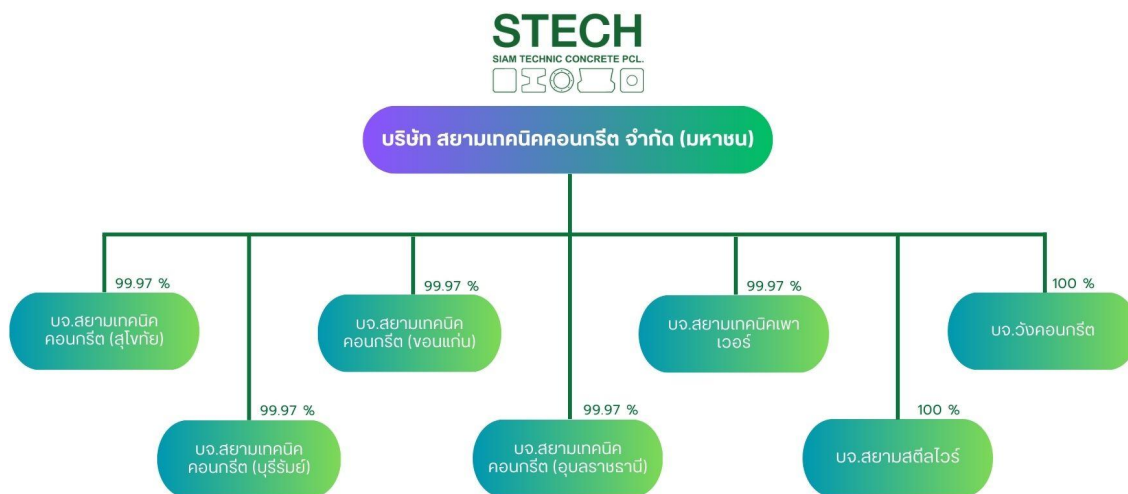 STECH
SIAM TECHNIC CONCRETE PCL.
บริษัท สยามเทคนิคคอนกรีต จำกัด (มหาชน)
99.97 %
บจ.สยามเทคนิค
คอนกรีต (สุโขทัย)
99.97 %
บจ.สยามเทคนิค
คอนกรีต (ขอนแก่น)
99.97 %
บจ.สยามเทคนิคเพา
เวอร์
100 %
บจ.วังคอนกรีต
99.97 %
บจ.สยามเทคนิค
คอนกรีต (บุรีรัมย์)
99.97 %
บจ.สยามเทคนิค
คอนกรีต (อุบลราชธานี)
100 %
บจ.สยามสตีลไวร์